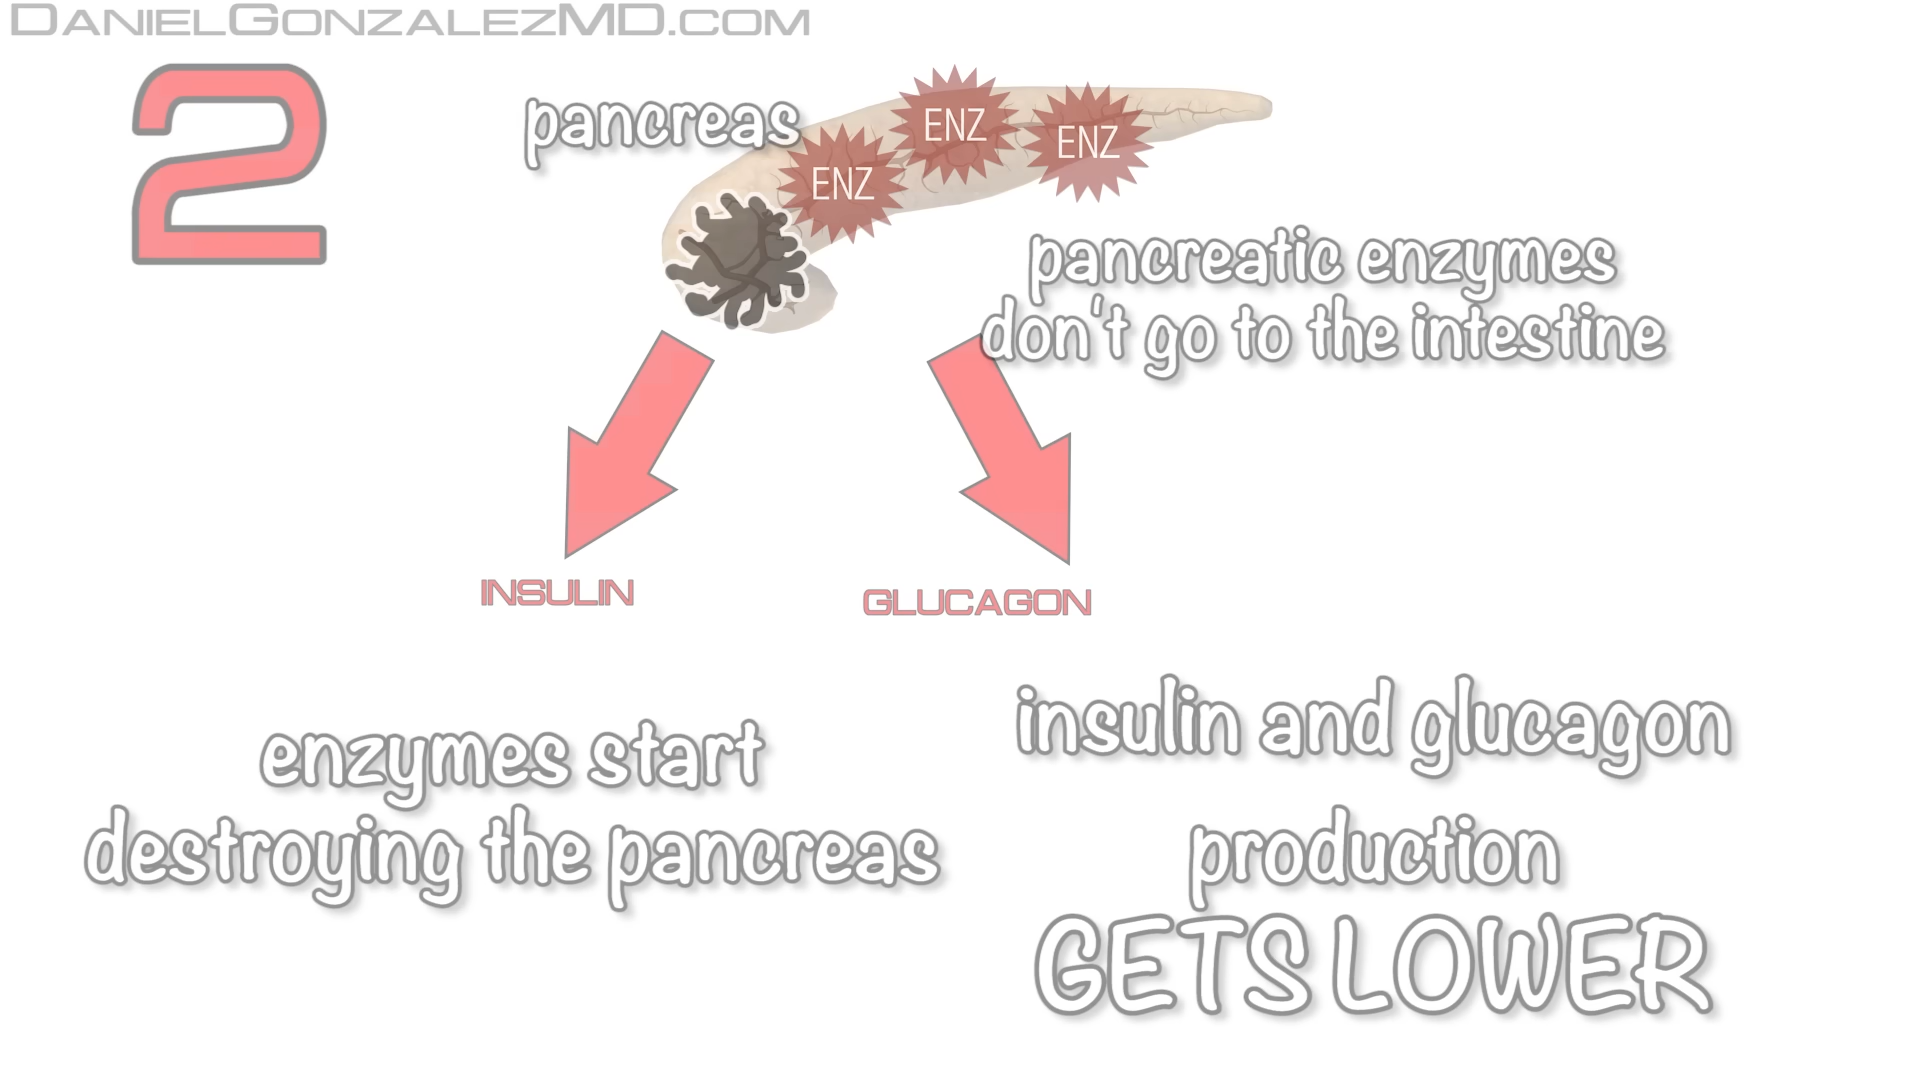 DanielGonzalezMD.com
2
pancreas
ENZ
ENZ
ENZ
pancreatic enzymes
don't go to the intestine
INSULIN
GLUCAGON
enzymes start
destroying the pancreas
insulin and glucagon
production
GETS LOWER